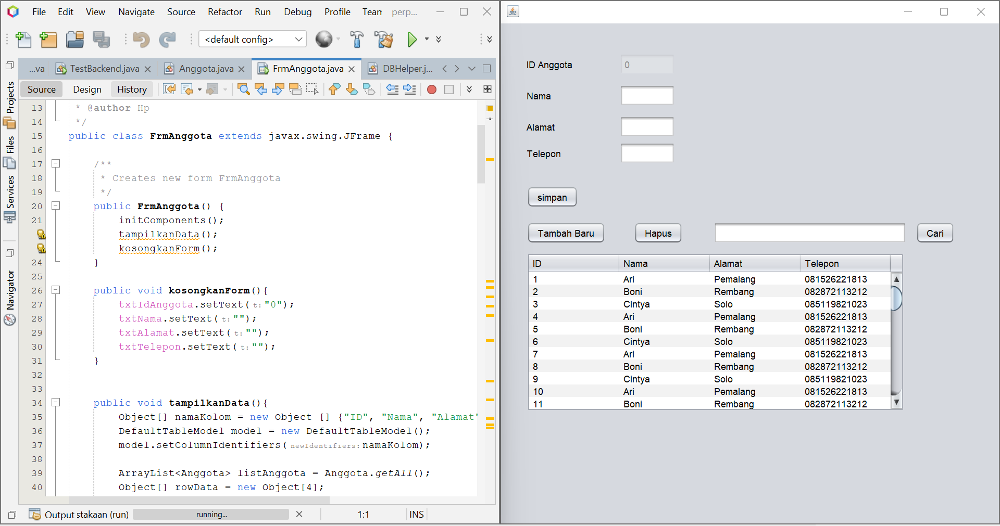 File Edit View Navigate Source Refactor Run Debug Profile Team perp...
<default config>
...va TestBackend.java Anggota.java FrmAnggota.java DBHelper.j...
Source Design History
Projects
Files
Services
Navigator
13 * @author Hp
14 */
15 public class FrmAnggota extends javax.swing.JFrame {
16
17 /**
18 * Creates new form FrmAnggota
19 */
20 public FrmAnggota() {
21 initComponents();
tampilkanData();
kosongkanForm();
24 }
25
26 public void kosongkanForm(){
27 txtIdAnggota.setText(t:"0");
28 txtNama.setText(t:"");
29 txtAlamat.setText(t:"");
30 txtTelepon.setText(t:"");
31 }
32
33
34 public void tampilkanData(){
35 Object[] namaKolom = new Object [] {"ID", "Nama", "Alamat"
36 DefaultTableModel model = new DefaultTableModel();
37 model.setColumnIdentifiers(newIdentifiers:namaKolom);
38
39 ArrayList<Anggota> listAnggota = Anggota.getAll();
40 Object[] rowData = new Object[4];
Output stakaan (run) running... 1:1 INS
ID Anggota 0
Nama
Alamat
Telepon
simpan
Tambah Baru Hapus Cari
ID Nama Alamat Telepon
1 Ari Pemalang 081526221813
2 Boni Rembang 082872113212
3 Cintya Solo 085119821023
4 Ari Pemalang 081526221813
5 Boni Rembang 082872113212
6 Cintya Solo 085119821023
7 Ari Pemalang 081526221813
8 Boni Rembang 082872113212
9 Cintya Solo 085119821023
10 Ari Pemalang 081526221813
11 Boni Rembang 082872113212